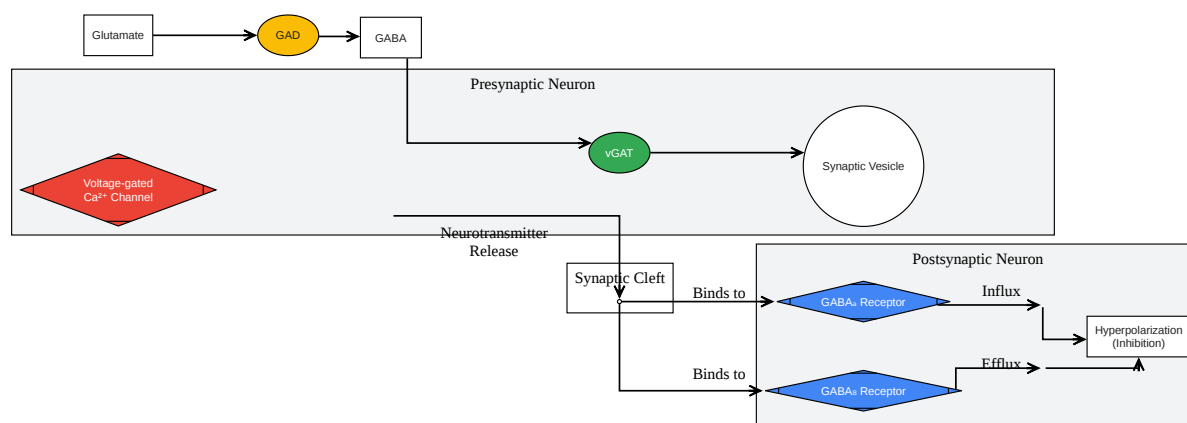 Glutamate
GAD
GABA
Presynaptic Neuron
vGAT
Synaptic Vesicle
Voltage-gated
Ca²⁺ Channel
Neurotransmitter
Release
Synaptic Cleft
Postsynaptic Neuron
Binds to
GABAₐ Receptor
Influx
Hyperpolarization
(Inhibition)
Binds to
GABA₈ Receptor
Efflux